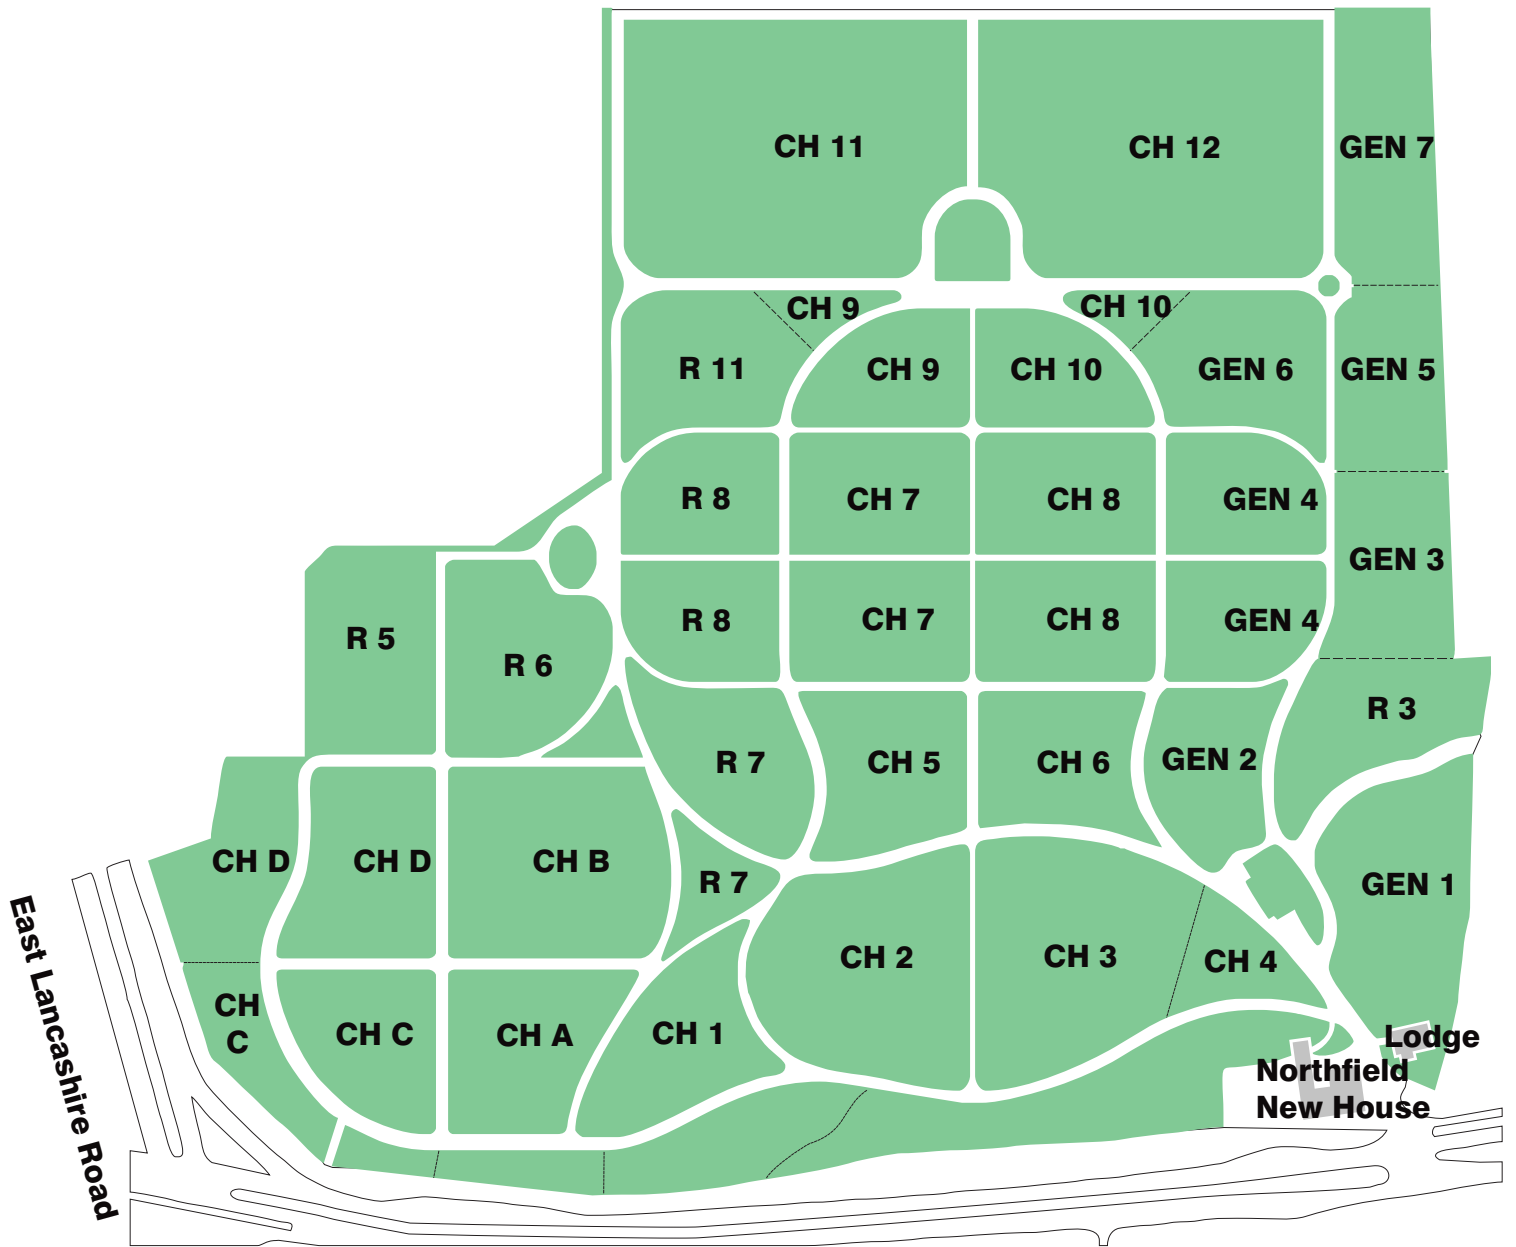 CH 11
CH 12
GEN 7
CH 9
CH 10
R 11
CH 9
CH 10
GEN 6
GEN 5
R 8
CH 7
CH 8
GEN 4
GEN 3
R 8
CH 7
CH 8
GEN 4
R 5
R 6
R 3
R 7
CH 5
CH 6
GEN 2
CH D
CH D
CH B
R 7
GEN 1
CH 2
CH 3
CH 4
CH
C
CH C
CH A
CH 1
Lodge
Northfield
New House
East Lancashire Road